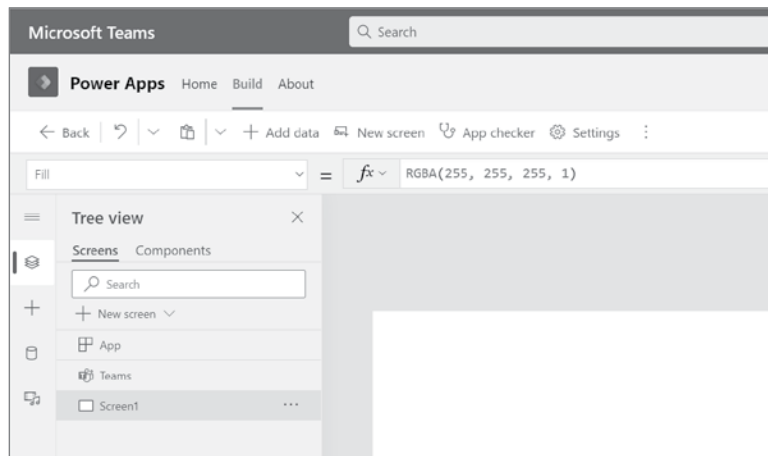 Microsoft Teams
Search
Power Apps Home Build About
Back Add data New screen App checker Settings
Fill = fx RGBA(255, 255, 255, 1)
Tree view
Screens Components
Search
New screen
App
Teams
Screen1